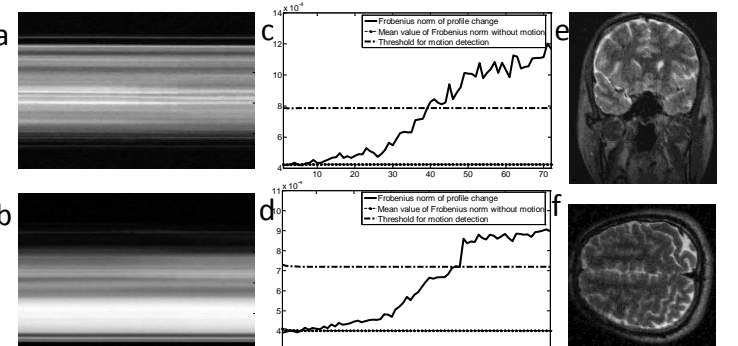 a
c
x 10⁻⁴
14
12
10
8
6
4
10 20 30 40 50 60 70
Frobenius norm of profile change
Mean value of Frobenius norm without motion
Threshold for motion detection
e
b
d
x 10⁻⁴
11
10
9
8
7
6
5
4
Frobenius norm of profile change
Mean value of Frobenius norm without motion
Threshold for motion detection
f